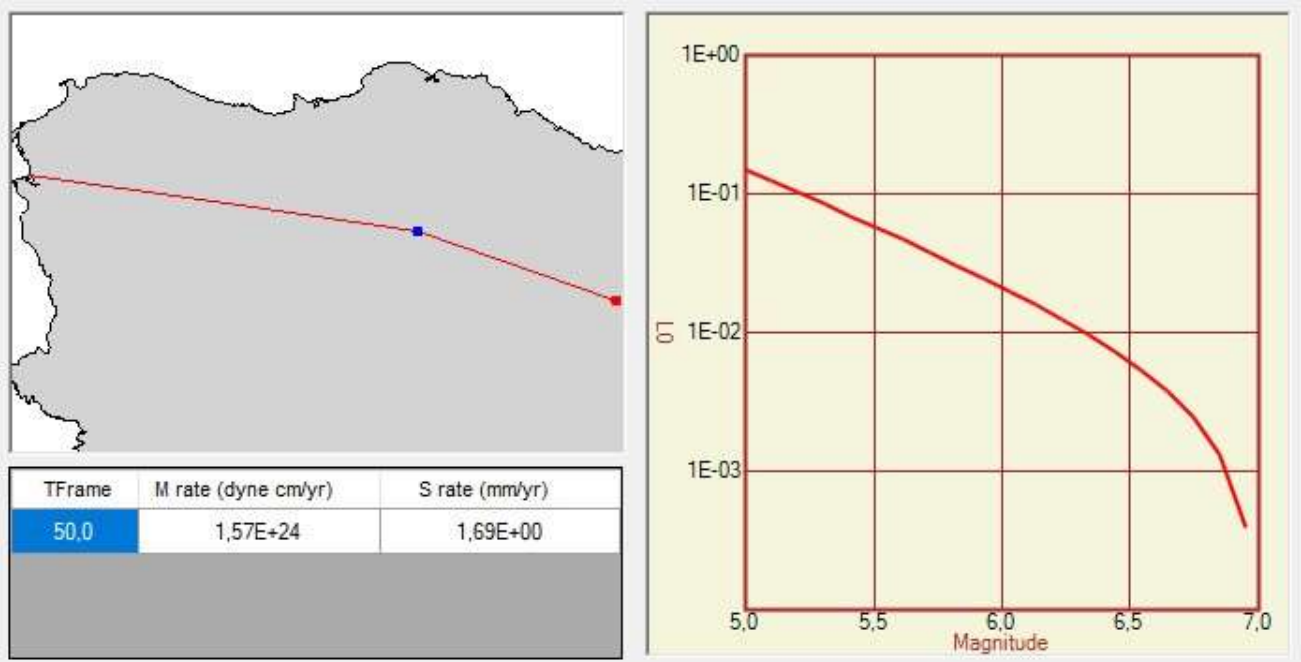 TFrame M rate (dyne cm/yr) S rate (mm/yr)
50,0 1,57E+24 1,69E+00
1E+00
1E-01
1E-02
1E-03
LO
5,0 5,5 6,0 6,5 7,0
Magnitude